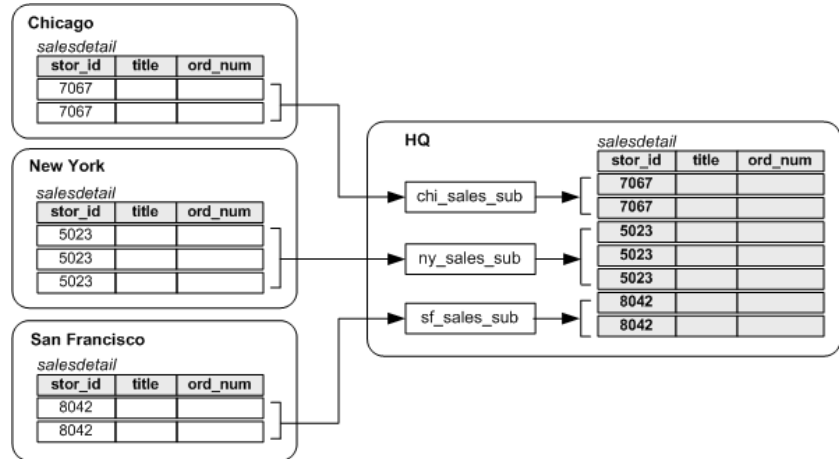 Chicago
salesdetail
stor_id title ord_num
7067
7067
New York
salesdetail
stor_id title ord_num
5023
5023
5023
San Francisco
salesdetail
stor_id title ord_num
8042
8042
HQ
chi_sales_sub
ny_sales_sub
sf_sales_sub
salesdetail
stor_id title ord_num
7067
7067
5023
5023
5023
8042
8042